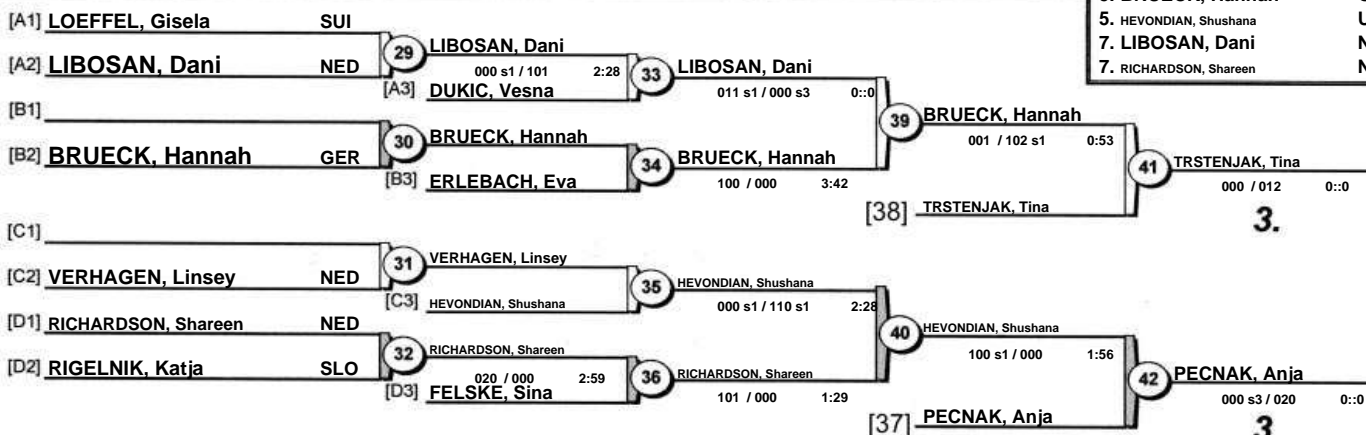 5. HEVONDIAN, Shushana
7. LIBOSAN, Dani
7. RICHARDSON, Shareen
[A1] LOEFFEL, Gisela SUI
[A2] LIBOSAN, Dani NED
29 LIBOSAN, Dani
000 s1 / 101 2:28
[A3] DUKIC, Vesna
33 LIBOSAN, Dani
011 s1 / 000 s3 0::0
[B1]
[B2] BRUECK, Hannah GER
30 BRUECK, Hannah
[B3] ERLEBACH, Eva
34 BRUECK, Hannah
100 / 000 3:42
39 BRUECK, Hannah
001 / 102 s1 0:53
[38] TRSTENJAK, Tina
41 TRSTENJAK, Tina
000 / 012 0::0
3.
[C1]
[C2] VERHAGEN, Linsey NED
31 VERHAGEN, Linsey
[C3] HEVONDIAN, Shushana
35 HEVONDIAN, Shushana
000 s1 / 110 s1 2:28
[D1] RICHARDSON, Shareen NED
[D2] RIGELNIK, Katja SLO
32 RICHARDSON, Shareen
020 / 000 2:59
[D3] FELSKE, Sina
36 RICHARDSON, Shareen
101 / 000 1:29
40 HEVONDIAN, Shushana
100 s1 / 000 1:56
[37] PECNAK, Anja
42 PECNAK, Anja
000 s3 / 020 0::0
3